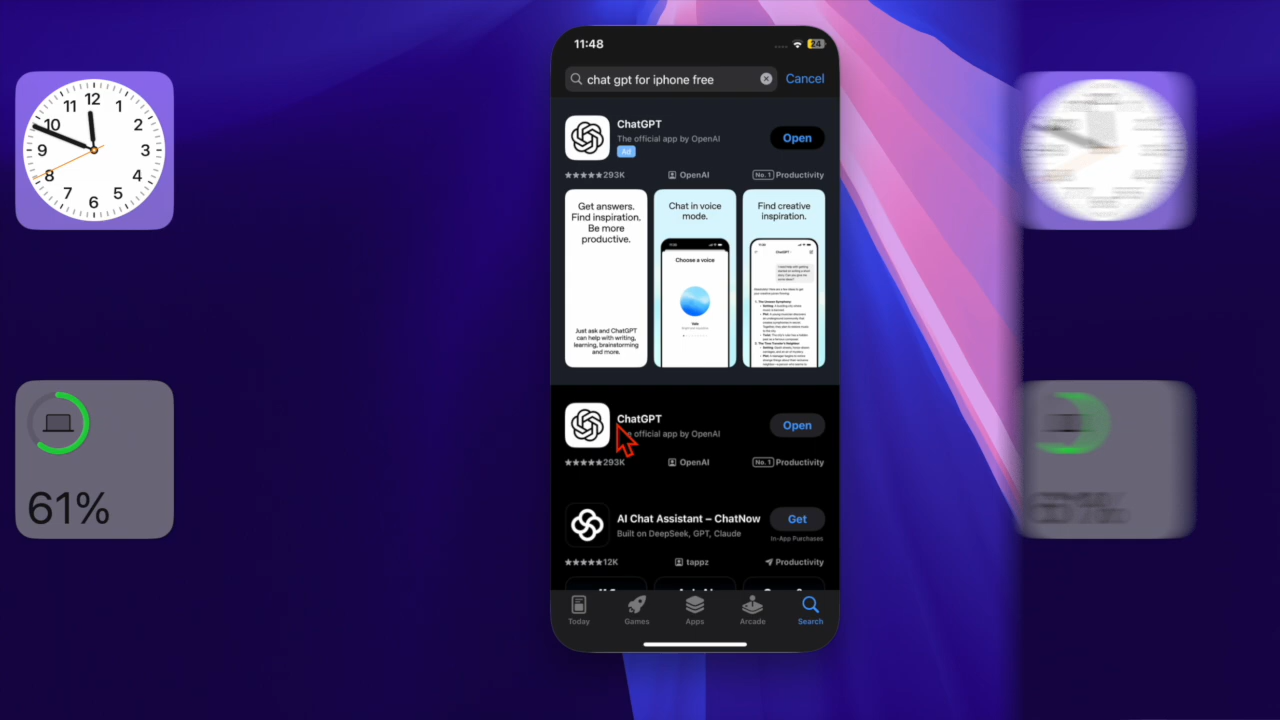 11:48
24
chat gpt for iphone free
Cancel
ChatGPT
The official app by OpenAI
Ad
Open
293K
OpenAI
No. 1 Productivity
Get answers.
Find inspiration.
Be more
productive.
Just ask and ChatGPT
can help with writing,
learning, brainstorming
and more.
Chat in voice
mode.
Choose a voice
Find creative
inspiration.
ChatGPT
ChatGPT
official app by OpenAI
Open
293K
OpenAI
No. 1 Productivity
AI Chat Assistant – ChatNow
Built on DeepSeek, GPT, Claude
Get
In-App Purchases
12K
tappz
Productivity
Today
Games
Apps
Arcade
Search
12
1
2
3
4
5
6
7
8
9
10
11
61%